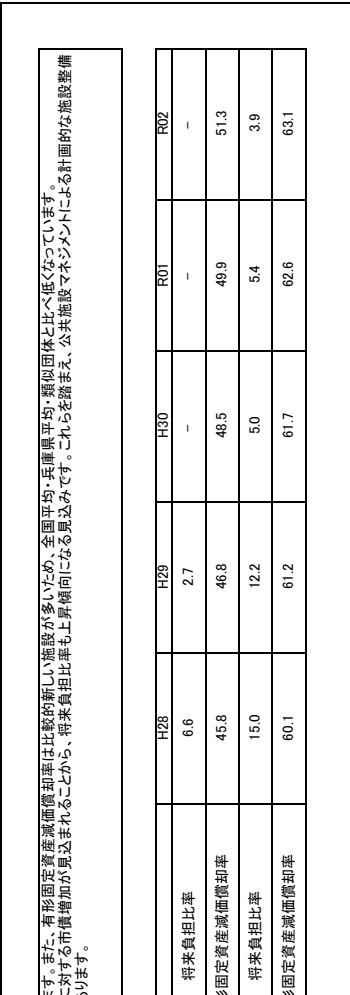 ます。また、有形固定資産減価償却率は比較的新しい施設が多いため、全国平均・兵庫県平均・類似団体と比べ低くなっています。
に対する市債増加が見込まれることから、将来負担比率も上昇傾向になる見込みです。これらを踏まえ、公共施設マネジメントによる計画的な施設整備
ります。
H28 H29 H30 R01 R02
将来負担比率 6.6 2.7 － － －
形固定資産減価償却率 45.8 46.8 48.5 49.9 51.3
将来負担比率 15.0 12.2 5.0 5.4 3.9
形固定資産減価償却率 60.1 61.2 61.7 62.6 63.1